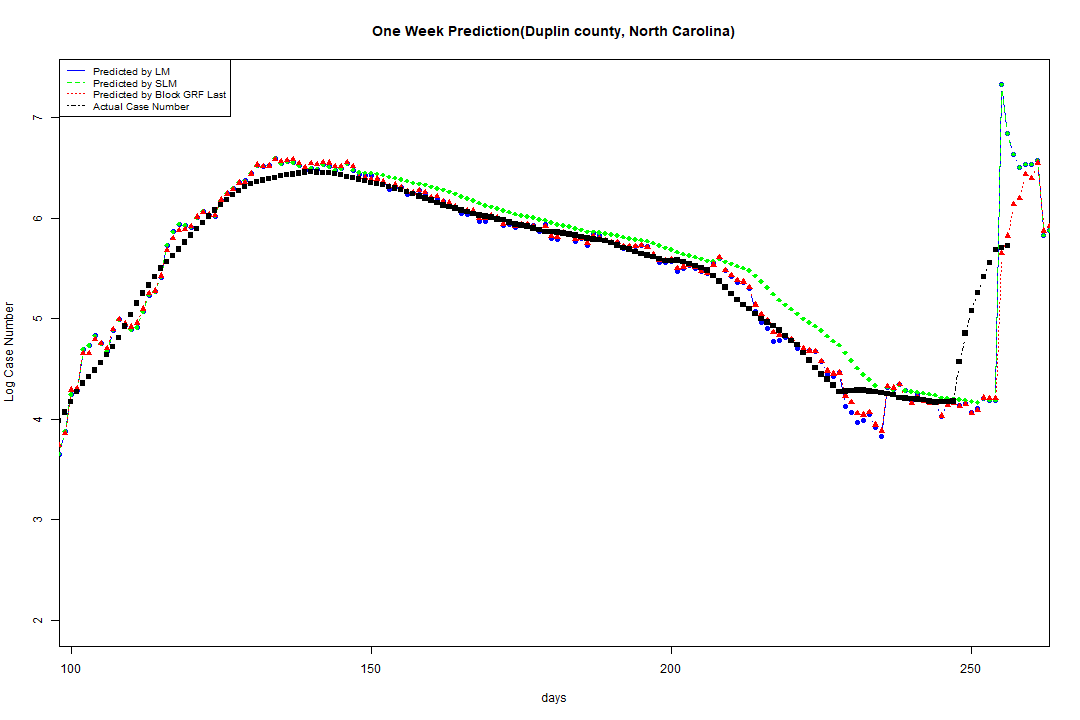 One Week Prediction(Duplin county, North Carolina)
Predicted by LM
Predicted by SLM
Predicted by Block GRF Last
Actual Case Number
7
6
5
4
3
2
Log Case Number
100 150 200 250
days